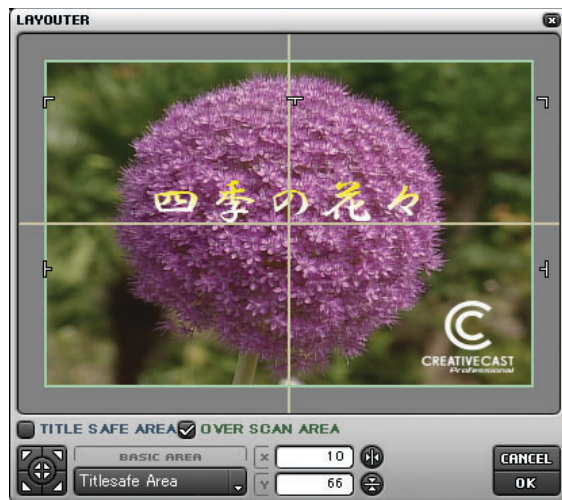 LAYOUTER
四季の花々
CREATIVECAST
Professional
TITLE SAFE AREA OVER SCAN AREA
BASIC AREA X 10 CANCEL
Titlesafe Area Y 66 OK